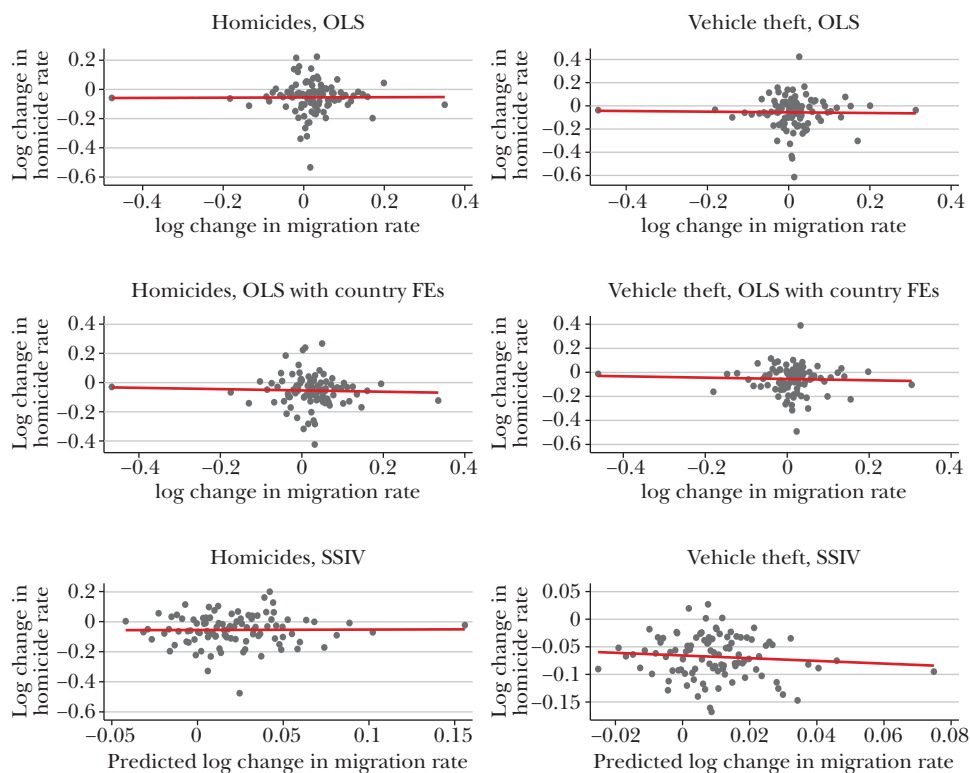 Homicides, OLS
Log change in
homicide rate
0.2
0
−0.2
−0.4
−0.6
−0.4 −0.2 0 0.2 0.4
log change in migration rate
Vehicle theft, OLS
Log change in
homicide rate
0.4
0.2
0
−0.2
−0.4
−0.6
−0.4 −0.2 0 0.2 0.4
log change in migration rate
Homicides, OLS with country FEs
Log change in
homicide rate
0.4
0.2
0
−0.2
−0.4
−0.4 −0.2 0 0.2 0.4
log change in migration rate
Vehicle theft, OLS with country FEs
Log change in
homicide rate
0.4
0.2
0
−0.2
−0.4
−0.6
−0.4 −0.2 0 0.2 0.4
log change in migration rate
Homicides, SSIV
Log change in
homicide rate
0.2
0
−0.2
−0.4
−0.6
-0.05 0 0.05 0.1 0.15
Predicted log change in migration rate
Vehicle theft, SSIV
Log change in
homicide rate
0.05
0
−0.05
−0.1
−0.15
−0.02 0 0.02 0.04 0.06 0.08
Predicted log change in migration rate